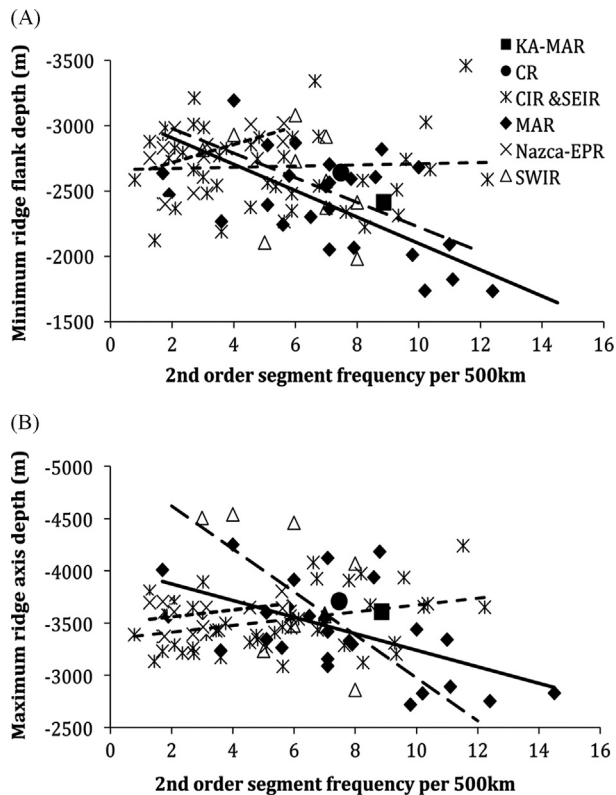 (A)
Minimum ridge flank depth (m)
-3500
-3000
-2500
-2000
-1500
0 2 4 6 8 10 12 14 16
2nd order segment frequency per 500km
KA-MAR
CR
CIR &SEIR
MAR
Nazca-EPR
SWIR
(B)
Maximum ridge axis depth (m)
-5000
-4500
-4000
-3500
-3000
-2500
0 2 4 6 8 10 12 14 16
2nd order segment frequency per 500km